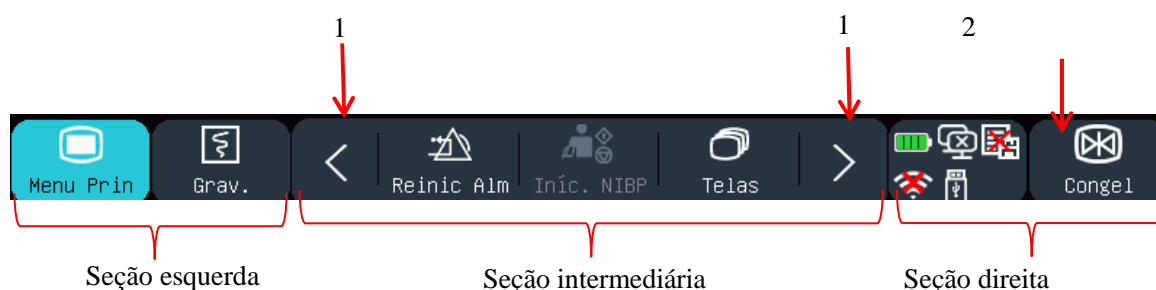 1 1 2
Menu Prin Grav. Reinic Alm Iníc. NIBP Telas Congel
Seção esquerda Seção intermediária Seção direita